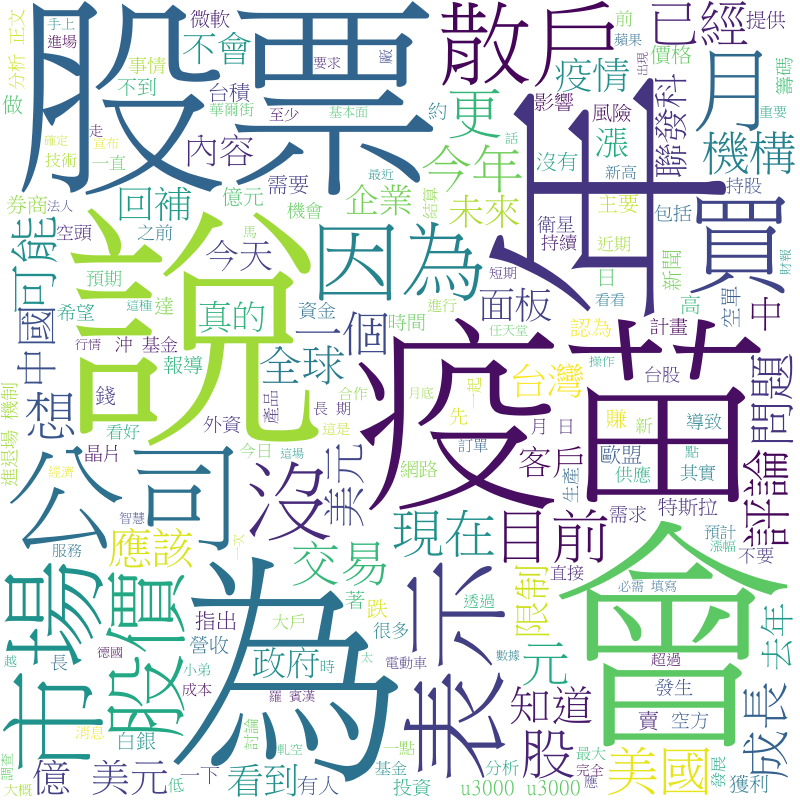 手上
進場
微軟
股票
散戶
已經
前
提供
正文
分析
事情
不會
廠
要求
疫情
蘋果
出現
價格
籌碼
做
不到
台積
華爾街
月
更
影響
約
風險
聯發科
漲
至少
基本面
內容
走
重要
確定
宣布
話
技術
一直
需要
今年
沒有
新高
機構
持股
券商
法人
回補
億元
企業
結算
最近
未來
衛星
持續
主要
包括
因為
年
買
空頭
之前
機會
馬
近期
財報
可能
預期
今天
中國
希望
達
這種
真的
資金
短期
面板
日
看看
新聞
空單
高
中
說
一個
時間
進行
任天堂
認為
計畫
行情
沖
基金
報導
全球
疫苗
台灣
操作
台股
問題
想
錢
產品
合作
月底
一起
賺
新
導致
進退場
機制
看好
外資
長
期
這是
先
月
日
評論
晶片
今日
這場
美元
訂單
客戶
歐盟
點
供應
其實
公司
沒
網路
生產
特斯拉
經濟
智慧
一次
現在
目前
需求
預計
漲幅
去年
服務
應該
交易
直接
不要
市場
股價
為
表示
限制
必需
填寫
指出
大戶
著
跌
透過
元
超過
成長
越
長
德國
營收
政府
時
很多
電動車
知道
發生
會
小弟
太
數據
賣
空方
消息
成本
羅
賓漢
白銀
討論
軋空
一點
股
最大
美國
調查
億
美元
看到
基金
分析
完全
發展
獲利
大概
低
一下
有人
投資
u3000
u3000
應